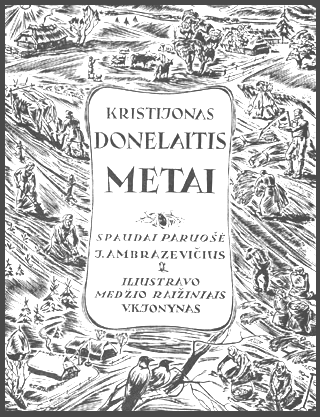 KRISTIJONAS
DONELAITIS
METAI
SPAUDAI PARUOŠĖ
J. AMBRAZEVIČIUS
ILIUSTRAVO
MEDŽIO RAIŽINIAIS
V. K. JONYNAS